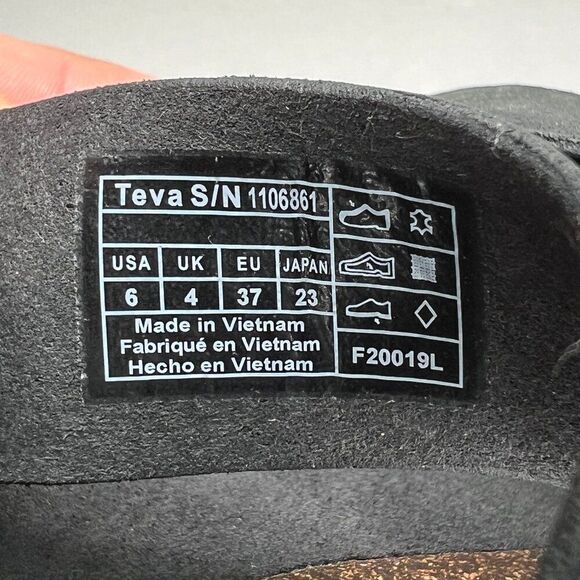 Teva S/N 1106861
USA UK EU JAPAN
6 4 37 23
Made in Vietnam
Fabriqué en Vietnam
Hecho en Vietnam
F20019L